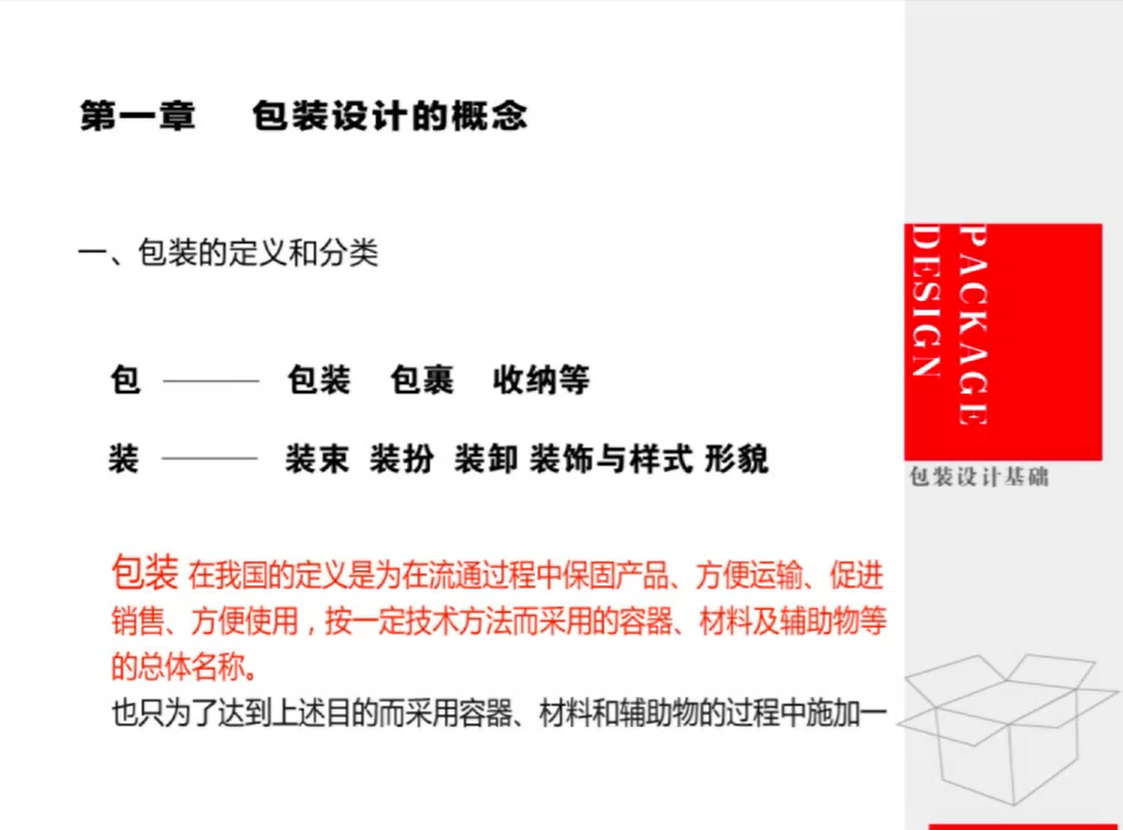 第一章 包装设计的概念
一、包装的定义和分类
包 —— 包装 包裹 收纳等
装 —— 装束 装扮 装卸 装饰与样式 形貌
包装 在我国的定义是为在流通过程中保固产品、方便运输、促进
销售、方便使用，按一定技术方法而采用的容器、材料及辅助物等
的总体名称。
也只为了达到上述目的而采用容器、材料和辅助物的过程中施加一
PACKAGE
DESIGN
包装设计基础